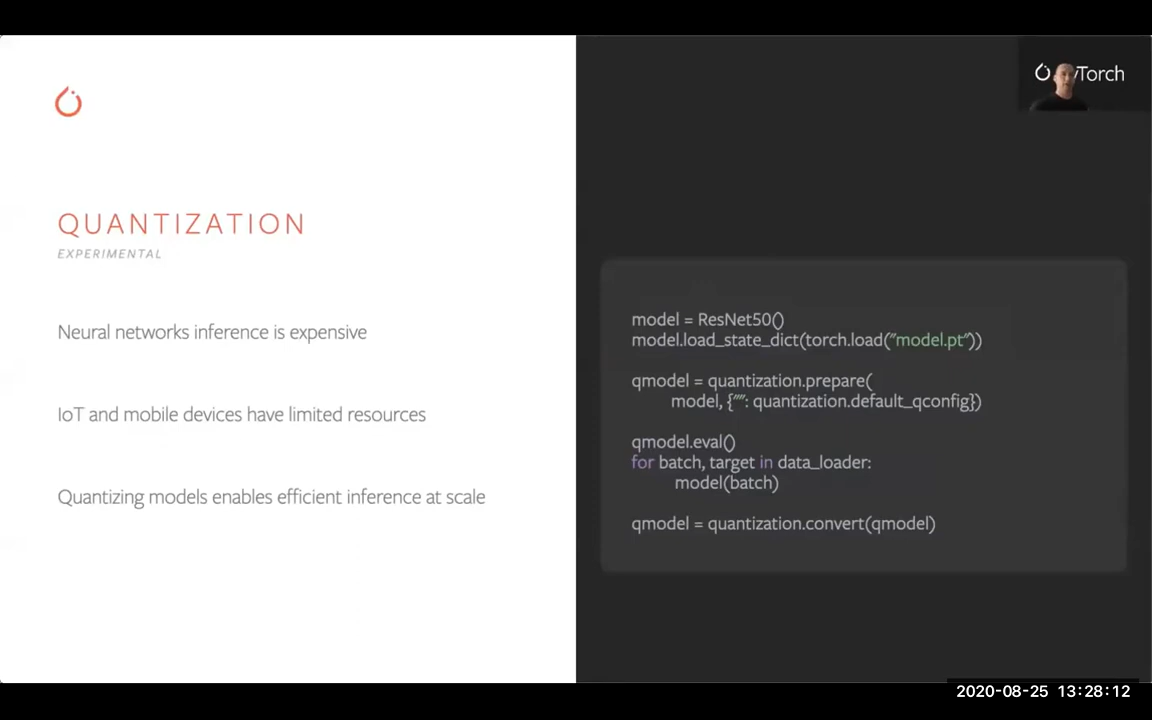 QUANTIZATION
EXPERIMENTAL
Neural networks inference is expensive
IoT and mobile devices have limited resources
Quantizing models enables efficient inference at scale
yTorch
model = ResNet50()
model.load_state_dict(torch.load("model.pt"))
qmodel = quantization.prepare(
model, {"": quantization.default_qconfig})
qmodel.eval()
for batch, target in data_loader:
model(batch)
qmodel = quantization.convert(qmodel)
2020-08-25 13:28:12